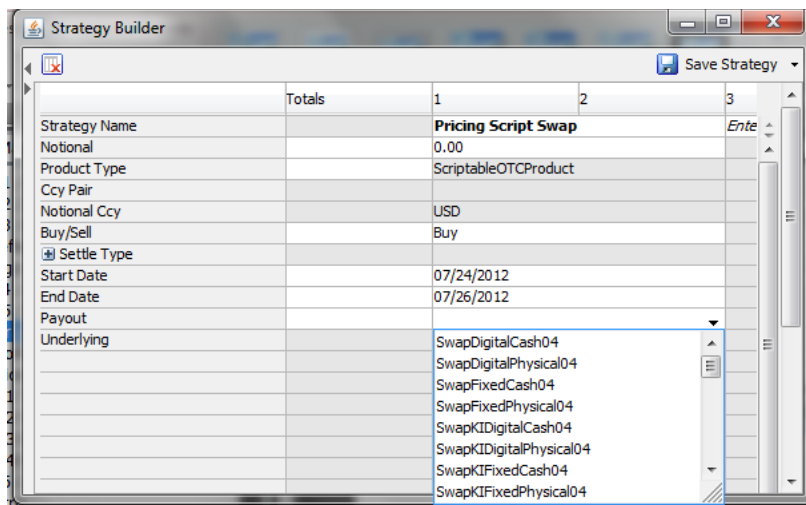 Strategy Builder
Save Strategy
Totals 1 2 3
Strategy Name Pricing Script Swap Ente
Notional 0.00
Product Type ScriptableOTCProduct
Ccy Pair
Notional Ccy USD
Buy/Sell Buy
Settle Type
Start Date 07/24/2012
End Date 07/26/2012
Payout
Underlying SwapDigitalCash04
SwapDigitalPhysical04
SwapFixedCash04
SwapFixedPhysical04
SwapKIDigitalCash04
SwapKIDigitalPhysical04
SwapKIFixedCash04
SwapKIFixedPhysical04